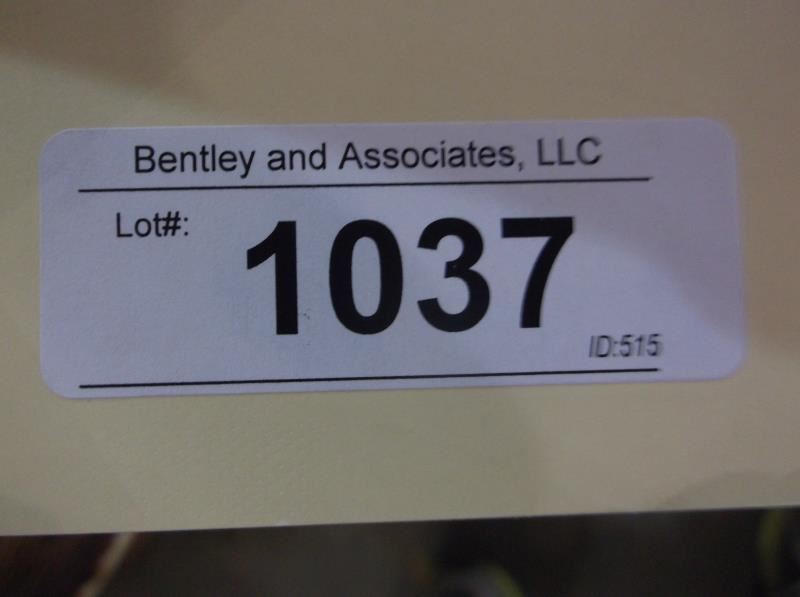 Bentley and Associates, LLC
Lot#: 1037
ID:515